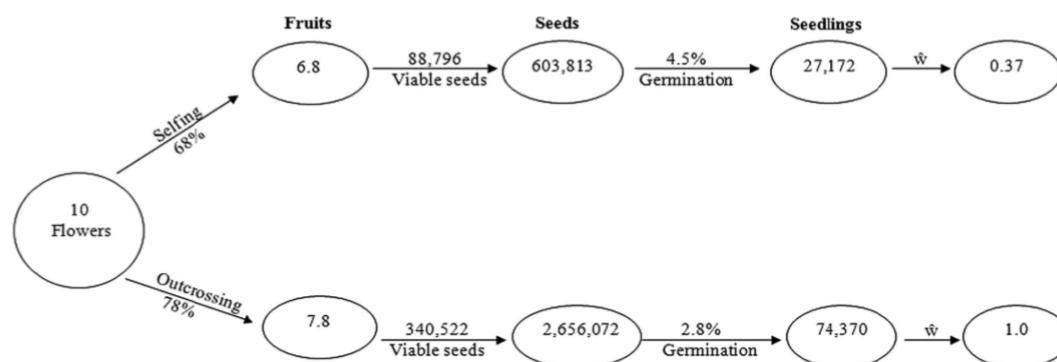 Fruits
Seeds
Seedlings
6.8
88,796
Viable seeds
603,813
4.5%
Germination
27,172
ŵ
0.37
Selfing
68%
10
Flowers
Outcrossing
78%
7.8
340,522
Viable seeds
2,656,072
2.8%
Germination
74,370
ŵ
1.0